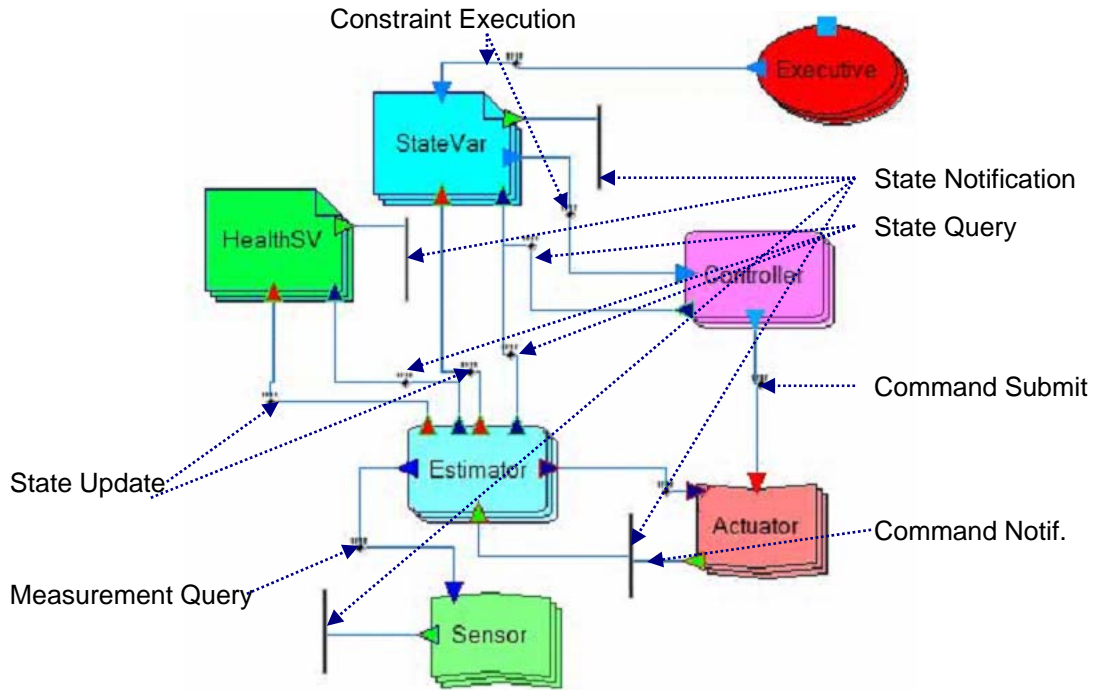 Constraint Execution
Executive
StateVar
State Notification
State Query
HealthSV
Controller
Command Submit
Estimator
State Update
Actuator
Command Notif.
Measurement Query
Sensor